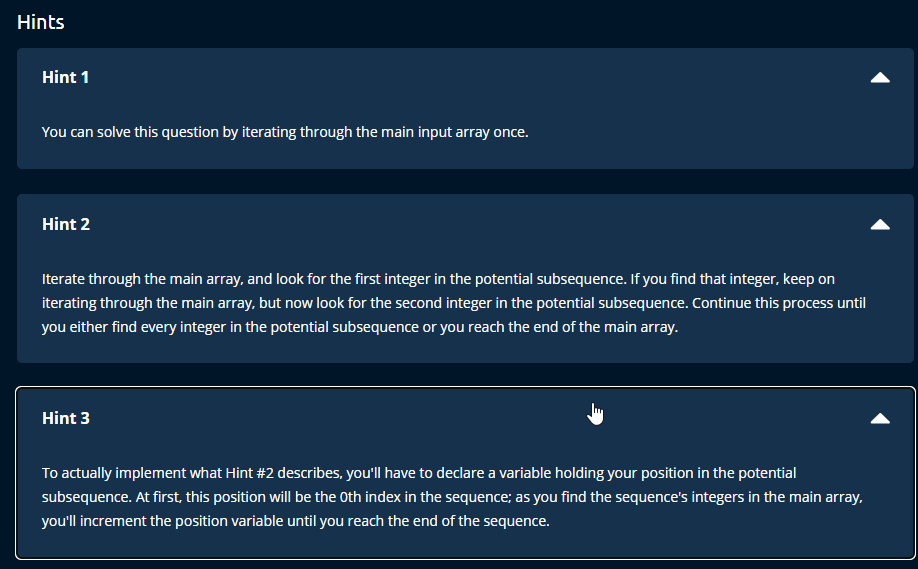 Hints
Hint 1
You can solve this question by iterating through the main input array once.
Hint 2
Iterate through the main array, and look for the first integer in the potential subsequence. If you find that integer, keep on
iterating through the main array, but now look for the second integer in the potential subsequence. Continue this process until
you either find every integer in the potential subsequence or you reach the end of the main array.
Hint 3
To actually implement what Hint #2 describes, you'll have to declare a variable holding your position in the potential
subsequence. At first, this position will be the 0th index in the sequence; as you find the sequence's integers in the main array,
you'll increment the position variable until you reach the end of the sequence.